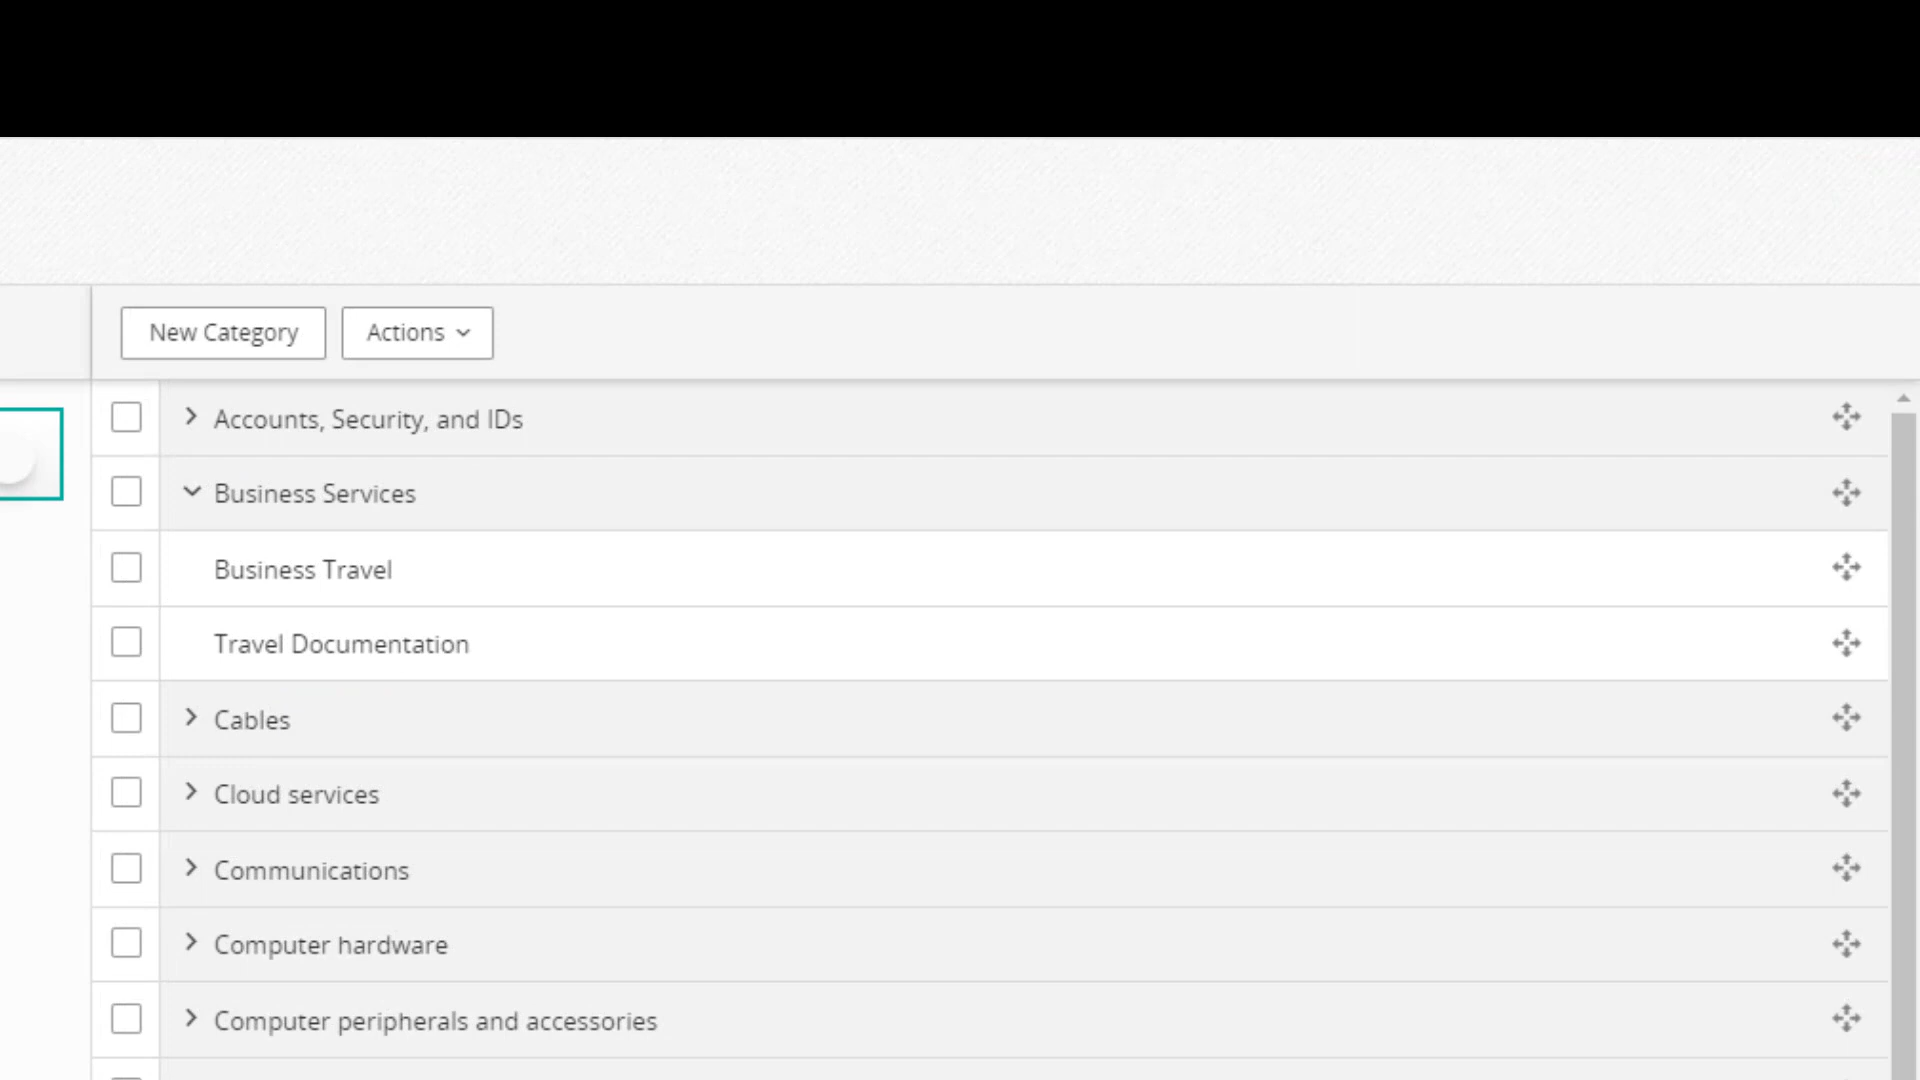 New Category
Actions
Accounts, Security, and IDs
Business Services
Business Travel
Travel Documentation
Cables
Cloud services
Communications
Computer hardware
Computer peripherals and accessories